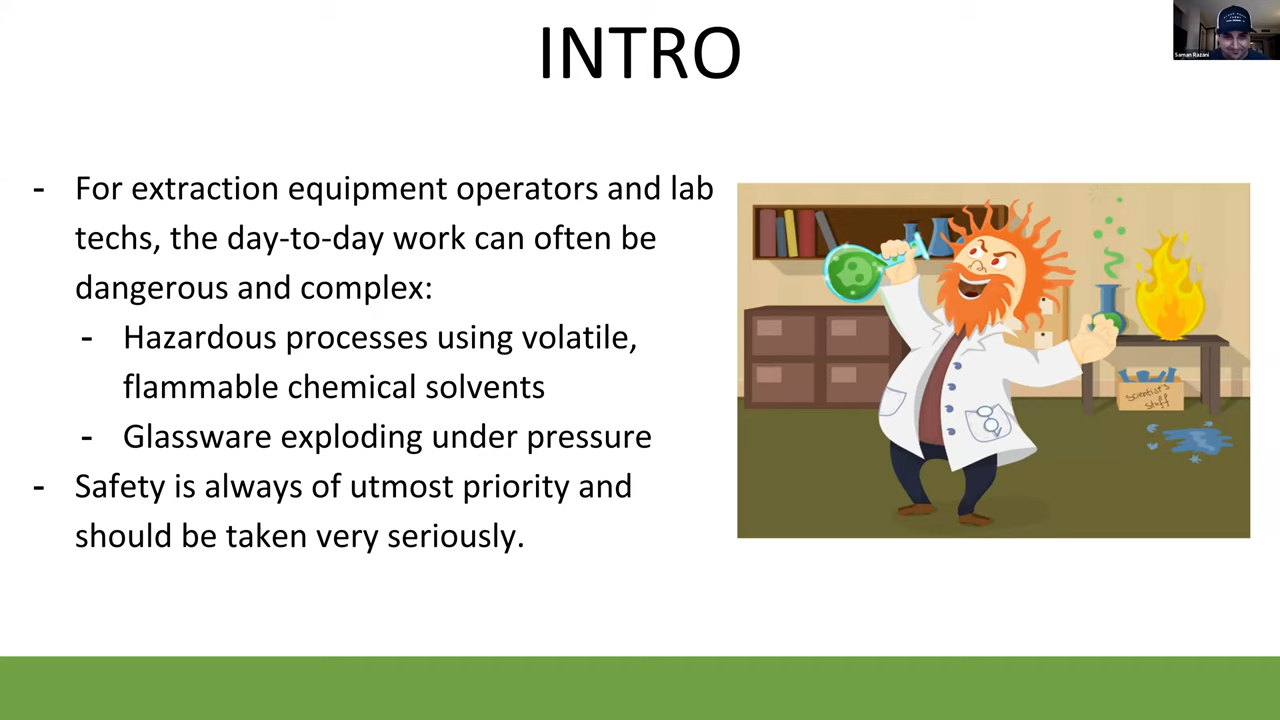 INTRO
Saman Razani
- For extraction equipment operators and lab
techs, the day-to-day work can often be
dangerous and complex:
- Hazardous processes using volatile,
flammable chemical solvents
- Glassware exploding under pressure
- Safety is always of utmost priority and
should be taken very seriously.
Scientist's
stuff